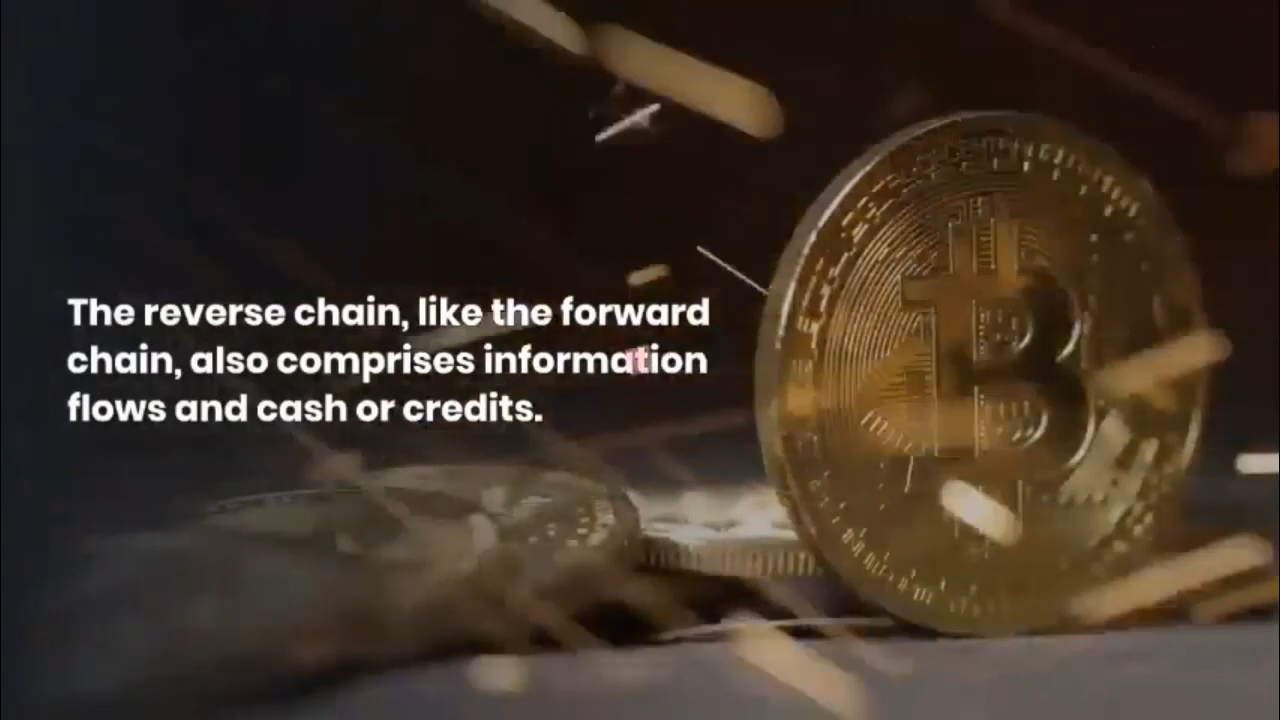 The reverse chain, like the forward
chain, also comprises information
flows and cash or credits.